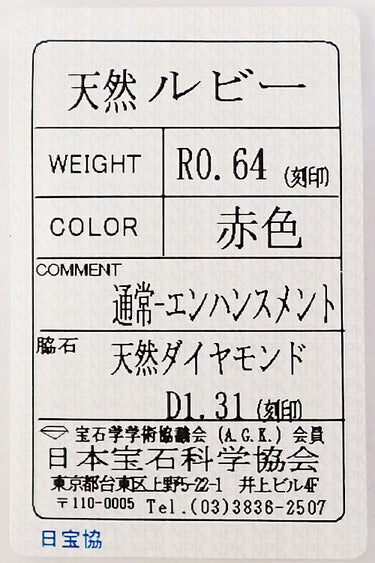 天然 ルビー
WEIGHT R0.64 (刻印)
COLOR 赤色
COMMENT
通常-エンハンスメント
脇石 天然ダイヤモンド
D1.31 (刻印)
宝石学学術協議会 (A.G.K.) 会員
日本宝石科学協会
東京都台東区上野5-22-1 井上ビル4F
〒110-0005 Tel.(03)3836-2507
日宝協